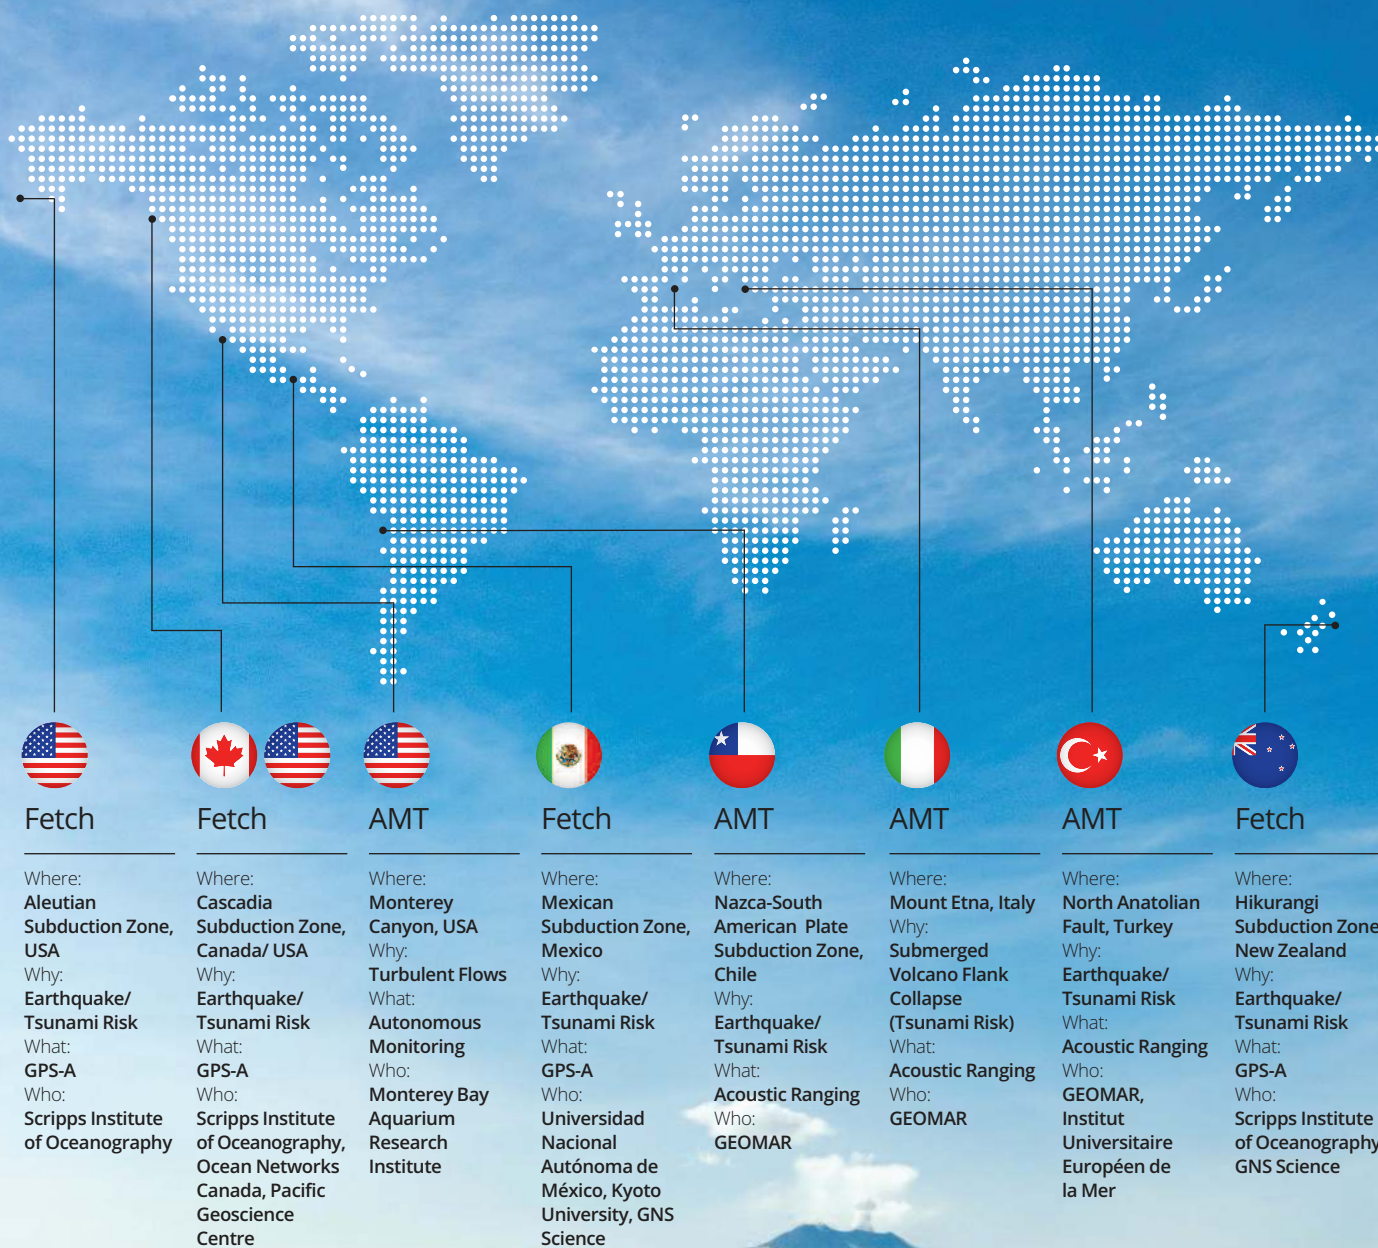 Fetch
Where:
Aleutian
Subduction Zone,
USA
Why:
Earthquake/
Tsunami Risk
What:
GPS-A
Who:
Scripps Institute
of Oceanography
Fetch
Where:
Cascadia
Subduction Zone,
Canada/ USA
Why:
Earthquake/
Tsunami Risk
What:
GPS-A
Who:
Scripps Institute
of Oceanography,
Ocean Networks
Canada, Pacific
Geoscience
Centre
AMT
Where:
Monterey
Canyon, USA
Why:
Turbulent Flows
What:
Autonomous
Monitoring
Who:
Monterey Bay
Aquarium
Research
Institute
Fetch
Where:
Mexican
Subduction Zone,
Mexico
Why:
Earthquake/
Tsunami Risk
What:
GPS-A
Who:
Universidad
Nacional
Autónoma de
México, Kyoto
University, GNS
Science
AMT
Where:
Nazca-South
American Plate
Subduction Zone,
Chile
Why:
Earthquake/
Tsunami Risk
What:
Acoustic Ranging
Who:
GEOMAR
AMT
Where:
Mount Etna, Italy
Why:
Submerged
Volcano Flank
Collapse
(Tsunami Risk)
What:
Acoustic Ranging
Who:
GEOMAR
AMT
Where:
North Anatolian
Fault, Turkey
Why:
Earthquake/
Tsunami Risk
What:
Acoustic Ranging
Who:
GEOMAR,
Institut
Universitaire
Européen de
la Mer
Fetch
Where:
Hikurangi
Subduction Zone
New Zealand
Why:
Earthquake/
Tsunami Risk
What:
GPS-A
Who:
Scripps Institute
of Oceanography
GNS Science